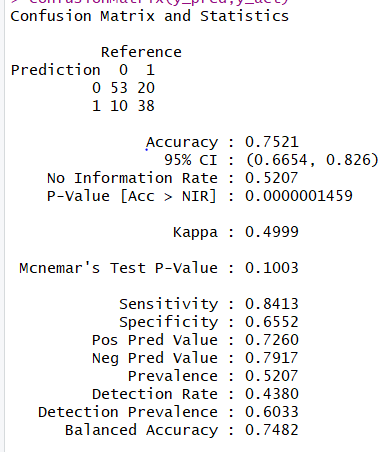 > confusionMatrix(y_pred,y_act)
Confusion Matrix and Statistics
Reference
Prediction 0 1
0 53 20
1 10 38
Accuracy : 0.7521
95% CI : (0.6654, 0.826)
No Information Rate : 0.5207
P-Value [Acc > NIR] : 0.0000001459
Kappa : 0.4999
Mcnemar's Test P-Value : 0.1003
Sensitivity : 0.8413
Specificity : 0.6552
Pos Pred Value : 0.7260
Neg Pred Value : 0.7917
Prevalence : 0.5207
Detection Rate : 0.4380
Detection Prevalence : 0.6033
Balanced Accuracy : 0.7482